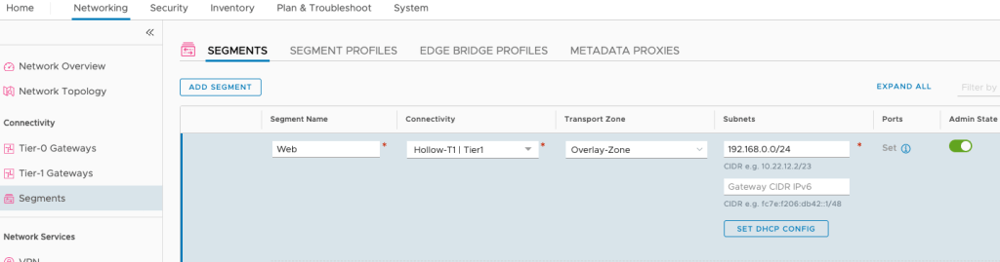 Home Networking Security Inventory Plan & Troubleshoot System
«
SEGMENTS SEGMENT PROFILES EDGE BRIDGE PROFILES METADATA PROXIES
Network Overview
Network Topology
ADD SEGMENT EXPAND ALL Filter by
Connectivity
Segment Name Connectivity Transport Zone Subnets Ports Admin State
Tier-0 Gateways
Web * Hollow-T1 | Tier1 * Overlay-Zone 192.168.0.0/24 * Set
CIDR e.g. 10.22.12.2/23
Tier-1 Gateways
Gateway CIDR IPv6
Segments
CIDR e.g. fc7e:f206:db42::1/48
SET DHCP CONFIG
Network Services
VPN